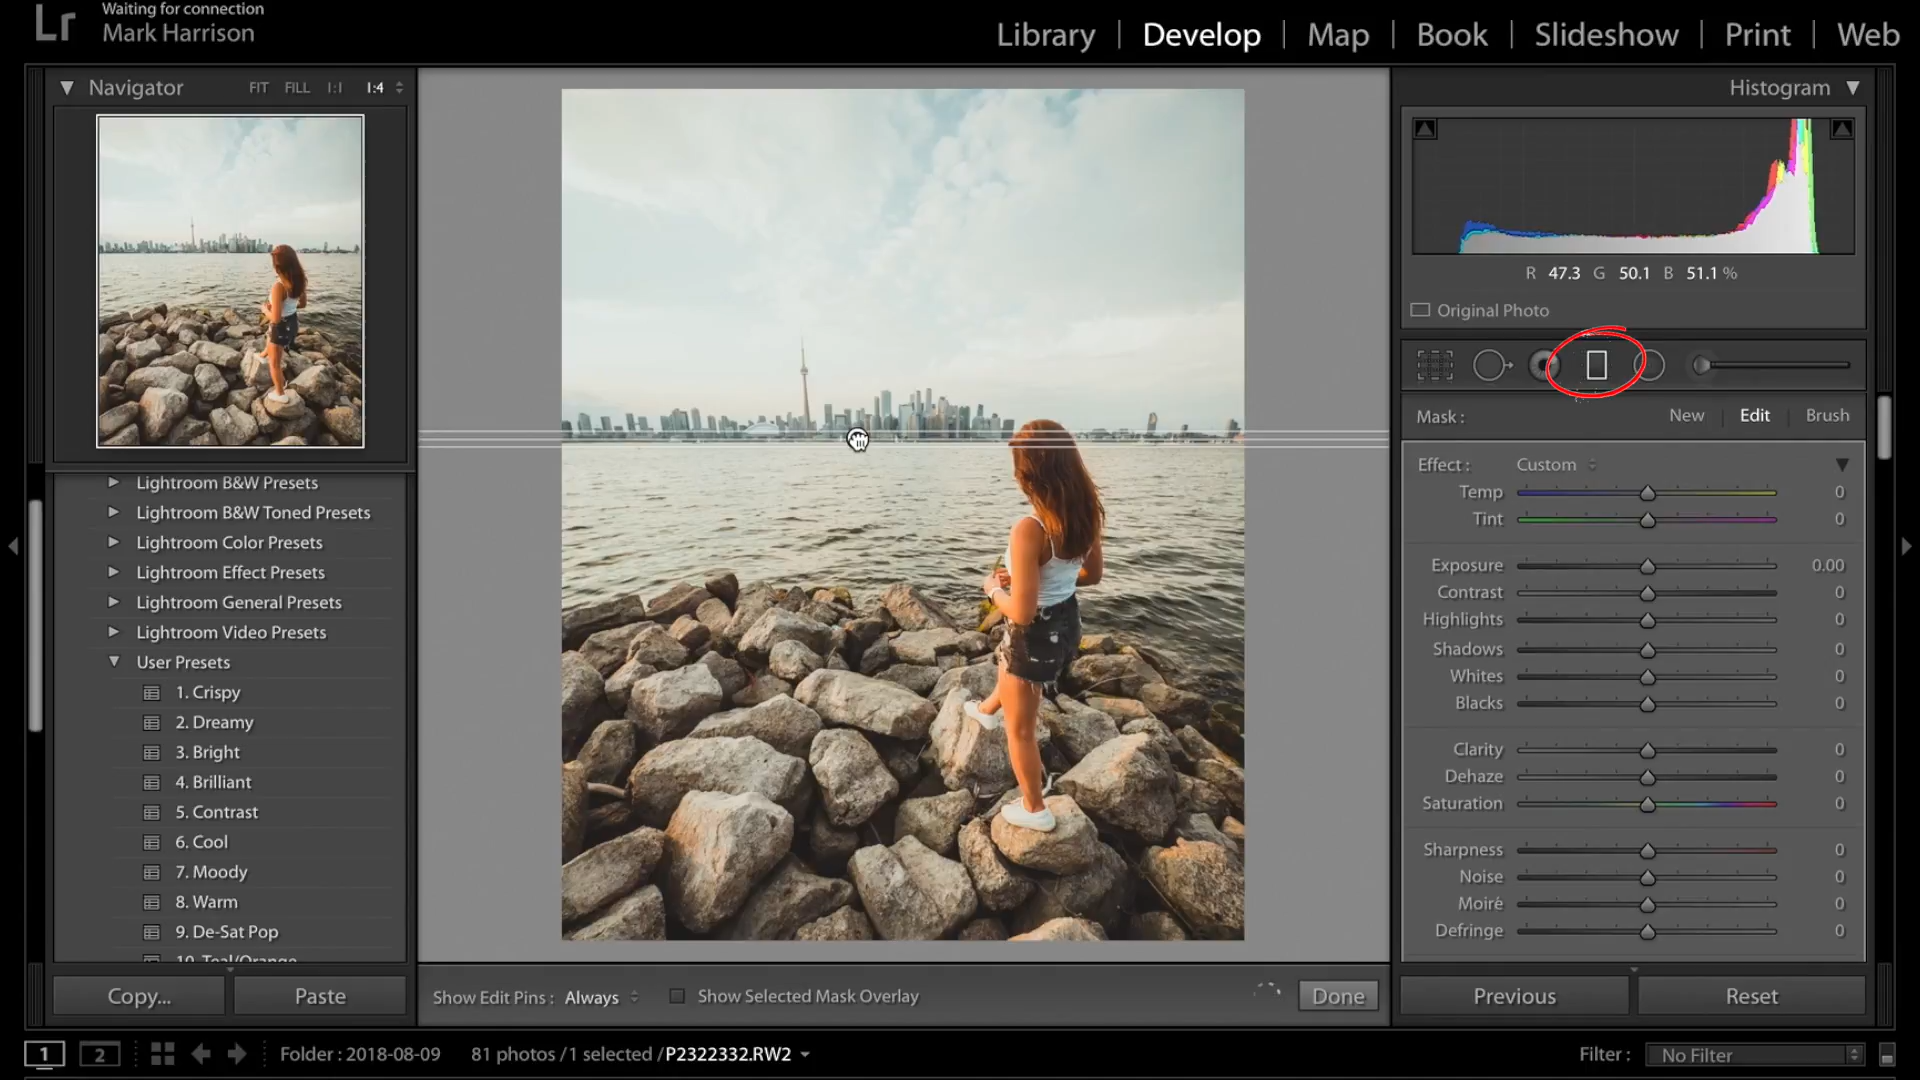 Lr
Waiting for connection
Mark Harrison
Library | Develop | Map | Book | Slideshow | Print | Web
Navigator FIT FILL 1:1 1:4
Histogram
R 47.3 G 50.1 B 51.1 %
Original Photo
Mask : New Edit Brush
Effect : Custom
Temp 0
Tint 0
Exposure 0.00
Contrast 0
Highlights 0
Shadows 0
Whites 0
Blacks 0
Clarity 0
Dehaze 0
Saturation 0
Sharpness 0
Noise 0
Moiré 0
Defringe 0
Lightroom B&W Presets
Lightroom B&W Toned Presets
Lightroom Color Presets
Lightroom Effect Presets
Lightroom General Presets
Lightroom Video Presets
User Presets
1. Crispy
2. Dreamy
3. Bright
4. Brilliant
5. Contrast
6. Cool
7. Moody
8. Warm
9. De-Sat Pop
10. Teal/Orange
Copy... Paste
Show Edit Pins : Always Show Selected Mask Overlay Done
Previous Reset
1 2 Folder : 2018-08-09 81 photos /1 selected /P2322332.RW2
Filter : No Filter